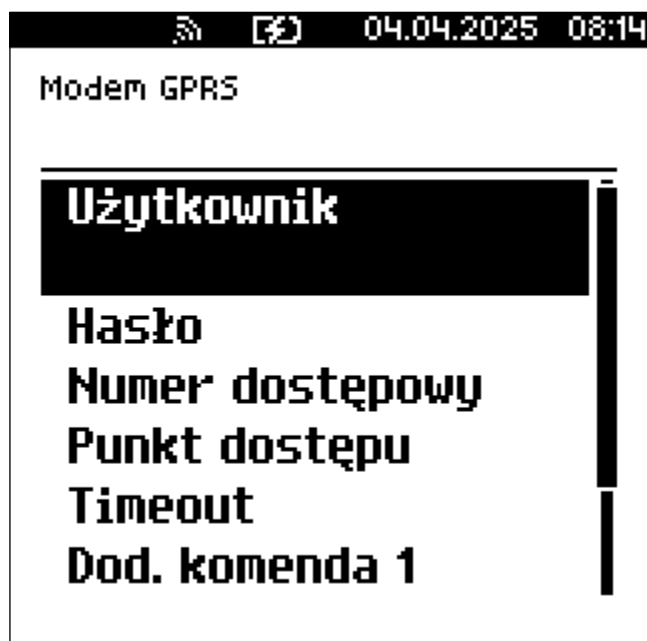 04.04.2025 08:14
Modem GPRS
Użytkownik
Hasło
Numer dostępowy
Punkt dostępu
Timeout
Dod. komenda 1